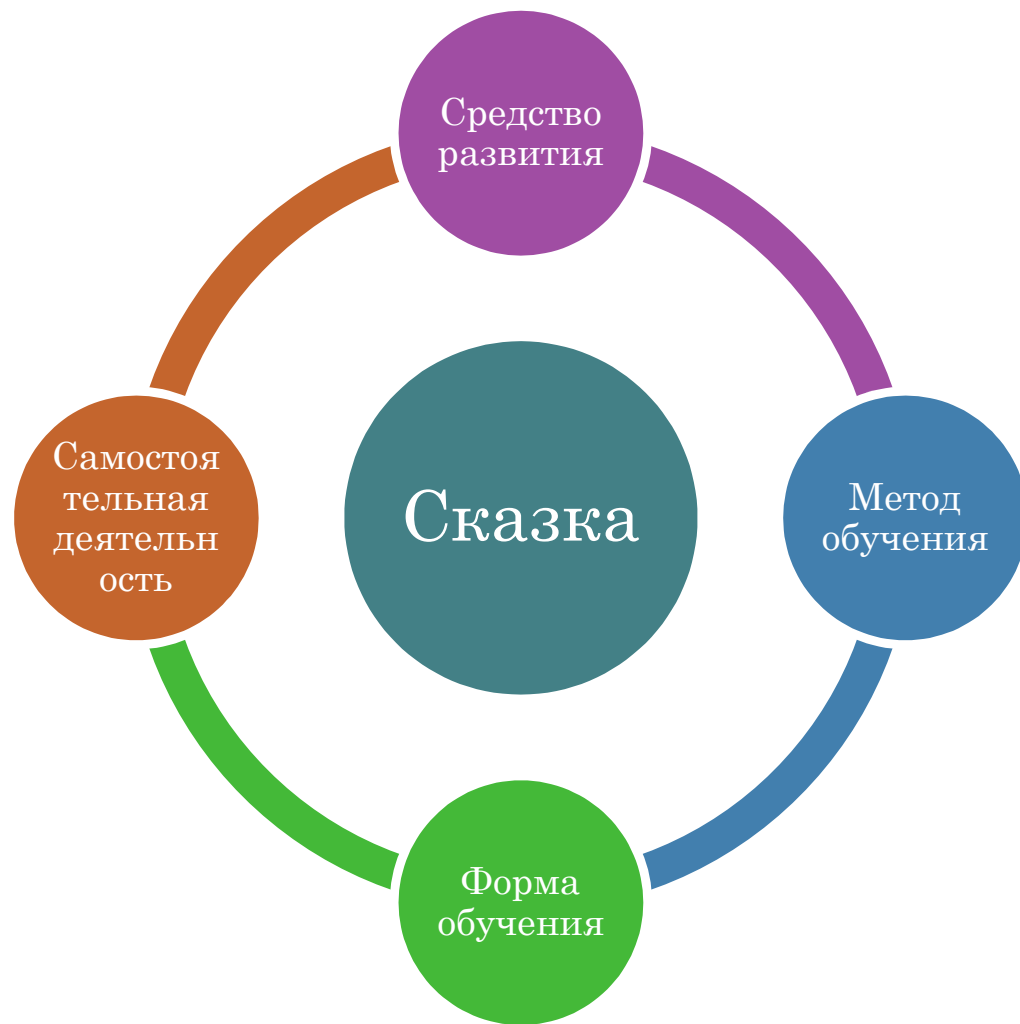 Средство
развития
Самостоя
тельная
деятельн
ость
Сказка
Метод
обучения
Форма
обучения